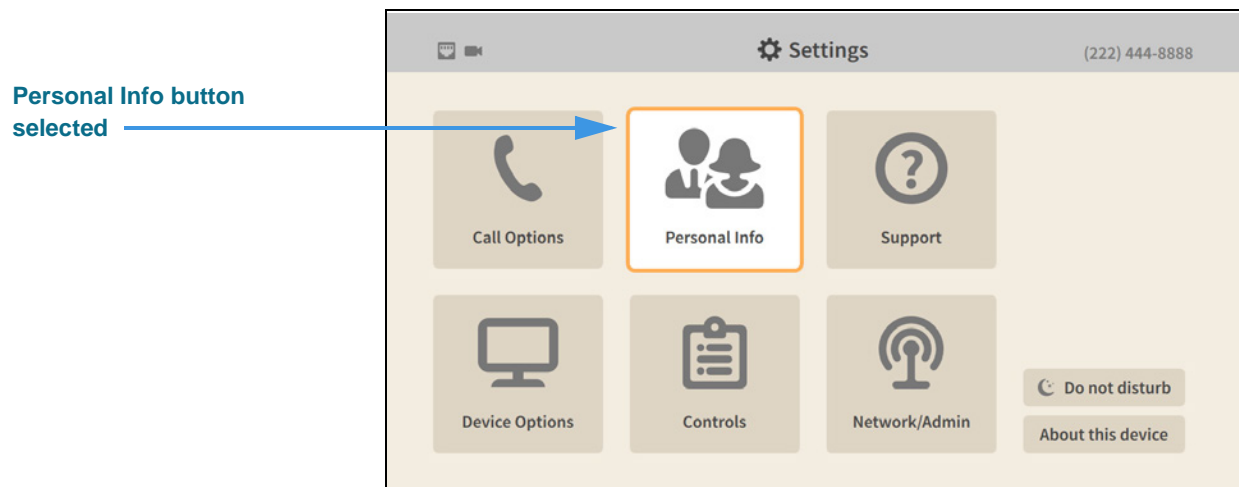 Settings
(222) 444-8888
Personal Info button
selected
?
Call Options
Personal Info
Support
Device Options
Controls
Network/Admin
Do not disturb
About this device